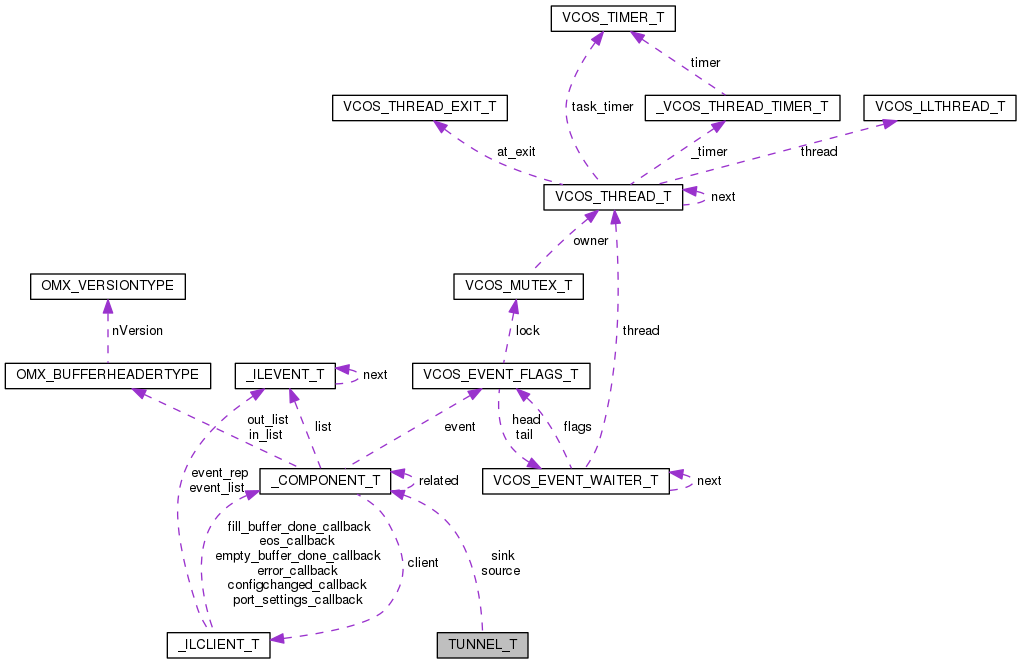 VCOS_TIMER_T
timer
VCOS_THREAD_EXIT_T
task_timer
_VCOS_THREAD_TIMER_T
VCOS_LLTHREAD_T
at_exit
_timer
thread
VCOS_THREAD_T
next
owner
OMX_VERSIONTYPE
VCOS_MUTEX_T
nVersion
lock
thread
OMX_BUFFERHEADERTYPE
_ILEVENT_T
next
VCOS_EVENT_FLAGS_T
out_list
in_list
list
event
head
tail
flags
event_rep
event_list
_COMPONENT_T
related
VCOS_EVENT_WAITER_T
next
fill_buffer_done_callback
eos_callback
empty_buffer_done_callback
error_callback
configchanged_callback
port_settings_callback
client
sink
source
_ILCLIENT_T
TUNNEL_T